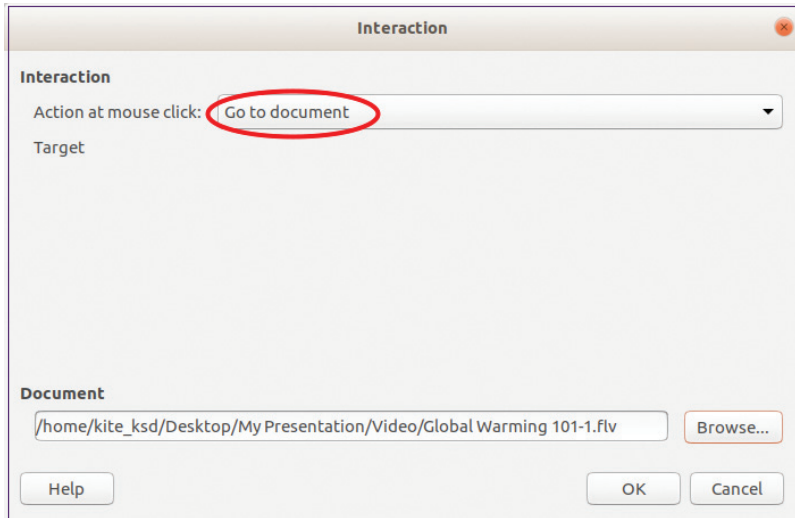 Interaction
Interaction
Action at mouse click: Go to document
Target
Document
/home/kite_ksd/Desktop/My Presentation/Video/Global Warming 101-1.flv Browse...
Help OK Cancel